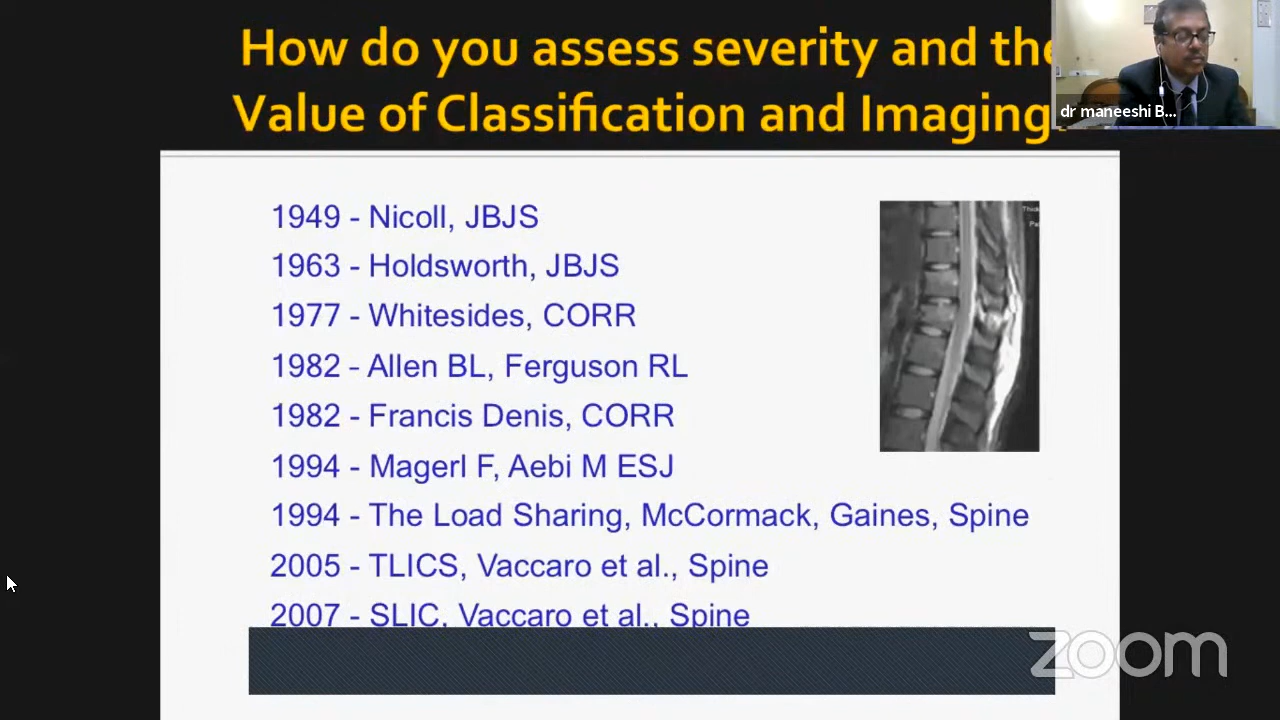 How do you assess severity and the
Value of Classification and Imaging?
dr maneeshi B...
1949 - Nicoll, JBJS
1963 - Holdsworth, JBJS
1977 - Whitesides, CORR
1982 - Allen BL, Ferguson RL
1982 - Francis Denis, CORR
1994 - Magerl F, Aebi M ESJ
1994 - The Load Sharing, McCormack, Gaines, Spine
2005 - TLICS, Vaccaro et al., Spine
2007 - SLIC, Vaccaro et al., Spine
zoom